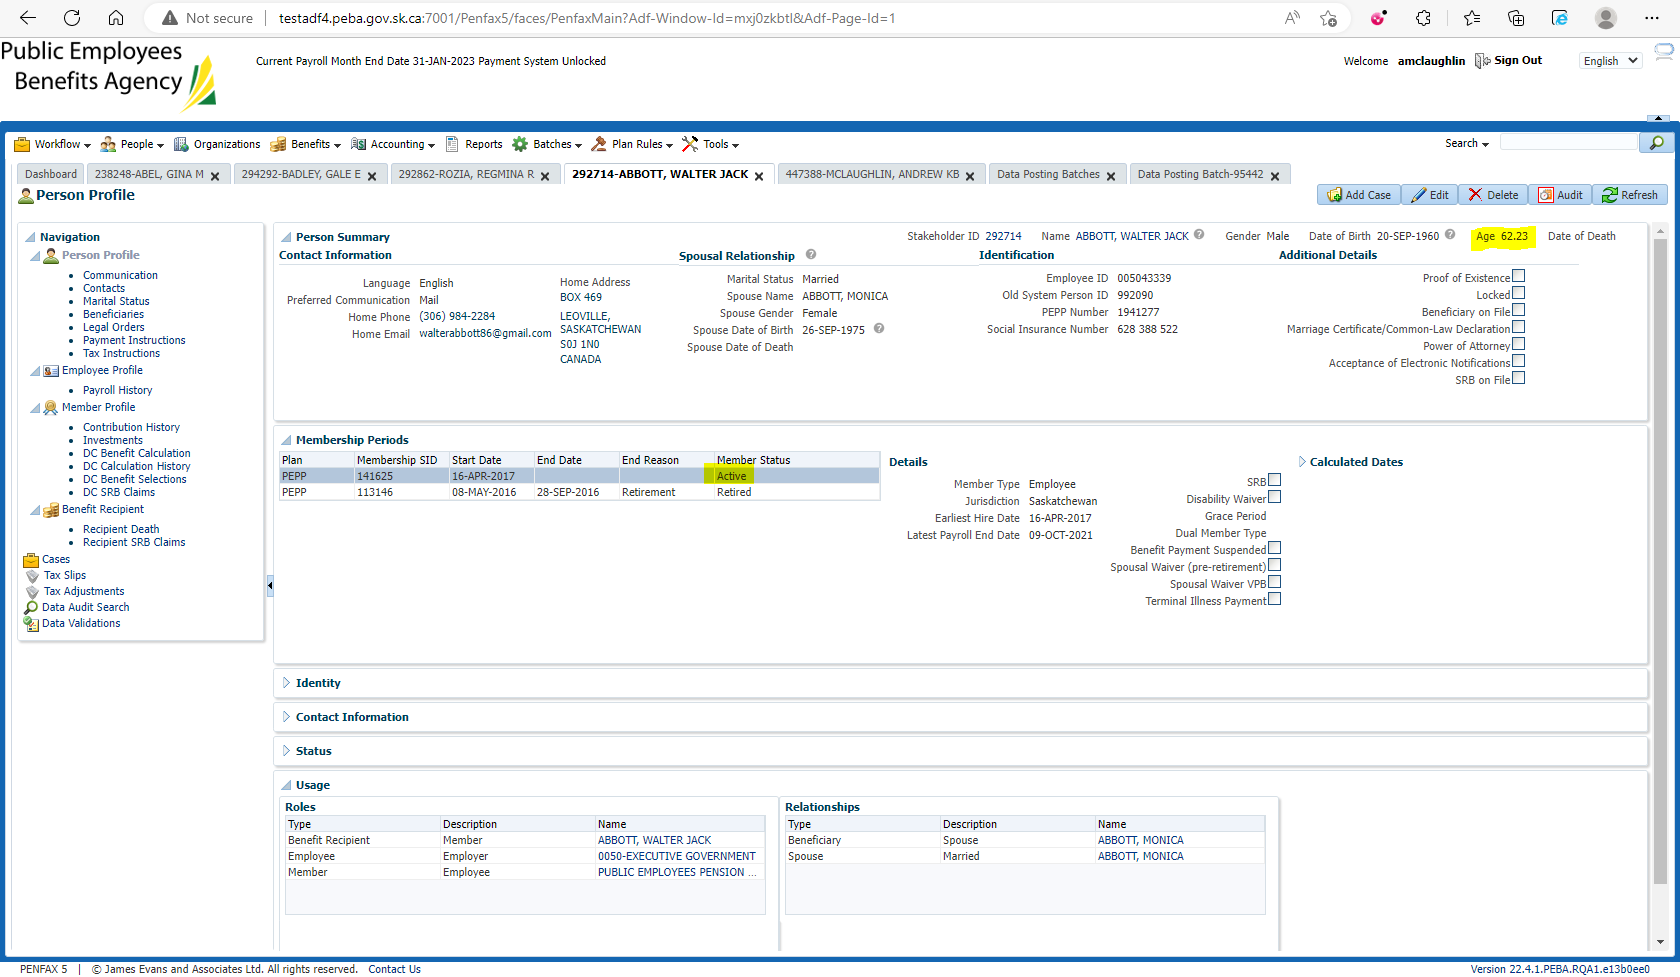 Not secure | testadf4.peba.gov.sk.ca:7001/Penfax5/faces/PenfaxMain?Adf-Window-Id=mxj0zkbtl&Adf-Page-Id=1
Public Employees
Benefits Agency
Current Payroll Month End Date 31-JAN-2023 Payment System Unlocked
Welcome amclaughlin Sign Out English
Workflow People Organizations Benefits Accounting Reports Batches Plan Rules Tools Search
Dashboard 238248-ABEL, GINA M 294292-BADLEY, GALE E 292862-ROZIA, REGMINA R 292714-ABBOTT, WALTER JACK 447388-MCLAUGHLIN, ANDREW KB Data Posting Batches Data Posting Batch-95442
Person Profile
Add Case Edit Delete Audit Refresh
Navigation
Person Profile
Communication
Contacts
Marital Status
Beneficiaries
Legal Orders
Payment Instructions
Tax Instructions
Employee Profile
Payroll History
Member Profile
Contribution History
Investments
DC Benefit Calculation
DC Calculation History
DC Benefit Selections
DC SRB Claims
Benefit Recipient
Recipient Death
Recipient SRB Claims
Cases
Tax Slips
Tax Adjustments
Data Audit Search
Data Validations
Person Summary
Stakeholder ID 292714 Name ABBOTT, WALTER JACK Gender Male Date of Birth 20-SEP-1960 Age 62.23 Date of Death
Contact Information
Language English
Preferred Communication Mail
Home Phone (306) 984-2284
Home Email walterabbott86@gmail.com
Home Address
BOX 469
LEOVILLE,
SASKATCHEWAN
S0J 1N0
CANADA
Spousal Relationship
Marital Status Married
Spouse Name ABBOTT, MONICA
Spouse Gender Female
Spouse Date of Birth 26-SEP-1975
Spouse Date of Death
Identification
Employee ID 005043339
Old System Person ID 992090
PEPP Number 1941277
Social Insurance Number 628 388 522
Additional Details
Proof of Existence
Locked
Beneficiary on File
Marriage Certificate/Common-Law Declaration
Power of Attorney
Acceptance of Electronic Notifications
SRB on File
Membership Periods
Plan Membership SID Start Date End Date End Reason Member Status
PEPP 141625 16-APR-2017 Active
PEPP 113146 08-MAY-2016 28-SEP-2016 Retirement Retired
Details
Member Type Employee
Jurisdiction Saskatchewan
Earliest Hire Date 16-APR-2017
Latest Payroll End Date 09-OCT-2021
SRB
Disability Waiver
Grace Period
Dual Member Type
Benefit Payment Suspended
Spousal Waiver (pre-retirement)
Spousal Waiver VPB
Terminal Illness Payment
Calculated Dates
Identity
Contact Information
Status
Usage
Roles
Type Description Name
Benefit Recipient Member ABBOTT, WALTER JACK
Employee Employer 0050-EXECUTIVE GOVERNMENT
Member Employee PUBLIC EMPLOYEES PENSION ...
Relationships
Type Description Name
Beneficiary Spouse ABBOTT, MONICA
Spouse Married ABBOTT, MONICA
PENFAX 5 | © James Evans and Associates Ltd. All rights reserved. Contact Us
Version 22.4.1.PEBA.RQA1.e13b0ee0